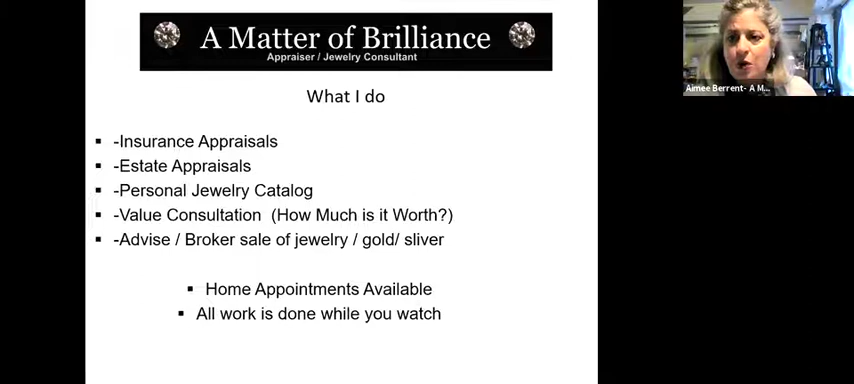 A Matter of Brilliance
Appraiser / Jewelry Consultant
What I do
▪ -Insurance Appraisals
▪ -Estate Appraisals
▪ -Personal Jewelry Catalog
▪ -Value Consultation (How Much is it Worth?)
▪ -Advise / Broker sale of jewelry / gold/ sliver
▪ Home Appointments Available
▪ All work is done while you watch
Aimee Berrent- A M...